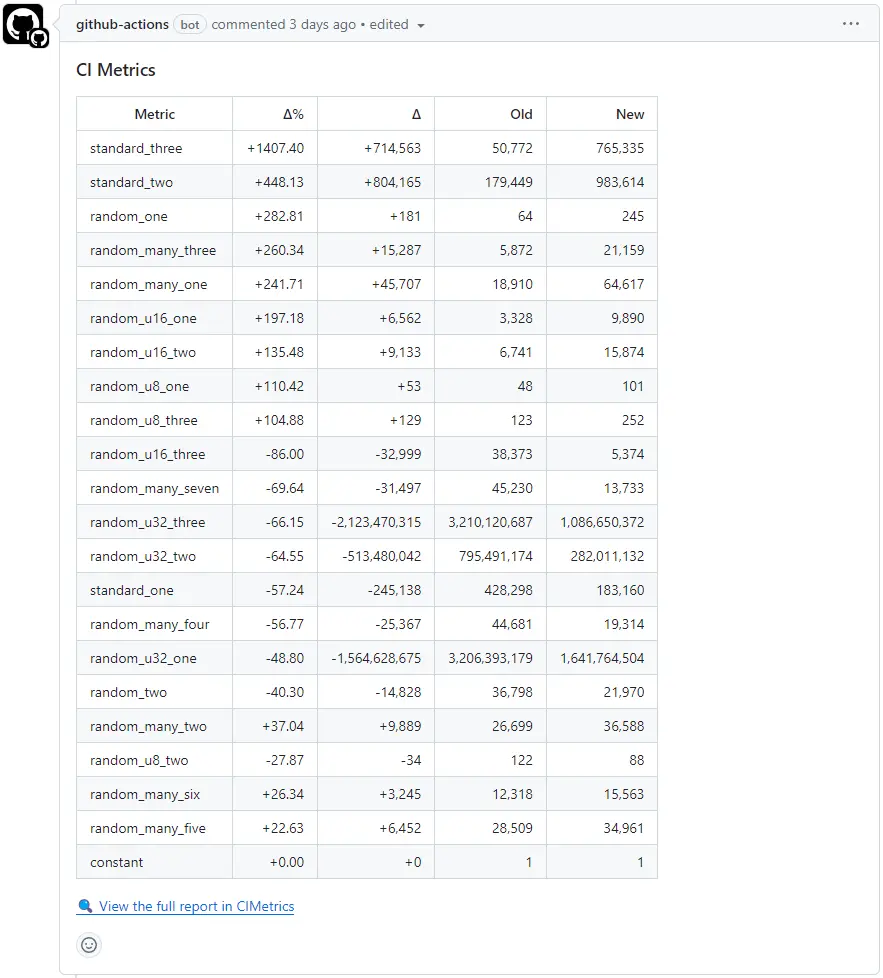 github-actions bot commented 3 days ago • edited
CI Metrics
Metric Δ% Δ Old New
standard_three +1407.40 +714,563 50,772 765,335
standard_two +448.13 +804,165 179,449 983,614
random_one +282.81 +181 64 245
random_many_three +260.34 +15,287 5,872 21,159
random_many_one +241.71 +45,707 18,910 64,617
random_u16_one +197.18 +6,562 3,328 9,890
random_u16_two +135.48 +9,133 6,741 15,874
random_u8_one +110.42 +53 48 101
random_u8_three +104.88 +129 123 252
random_u16_three -86.00 -32,999 38,373 5,374
random_many_seven -69.64 -31,497 45,230 13,733
random_u32_three -66.15 -2,123,470,315 3,210,120,687 1,086,650,372
random_u32_two -64.55 -513,480,042 795,491,174 282,011,132
standard_one -57.24 -245,138 428,298 183,160
random_many_four -56.77 -25,367 44,681 19,314
random_u32_one -48.80 -1,564,628,675 3,206,393,179 1,641,764,504
random_two -40.30 -14,828 36,798 21,970
random_many_two +37.04 +9,889 26,699 36,588
random_u8_two -27.87 -34 122 88
random_many_six +26.34 +3,245 12,318 15,563
random_many_five +22.63 +6,452 28,509 34,961
constant +0.00 +0 1 1
View the full report in CIMetrics